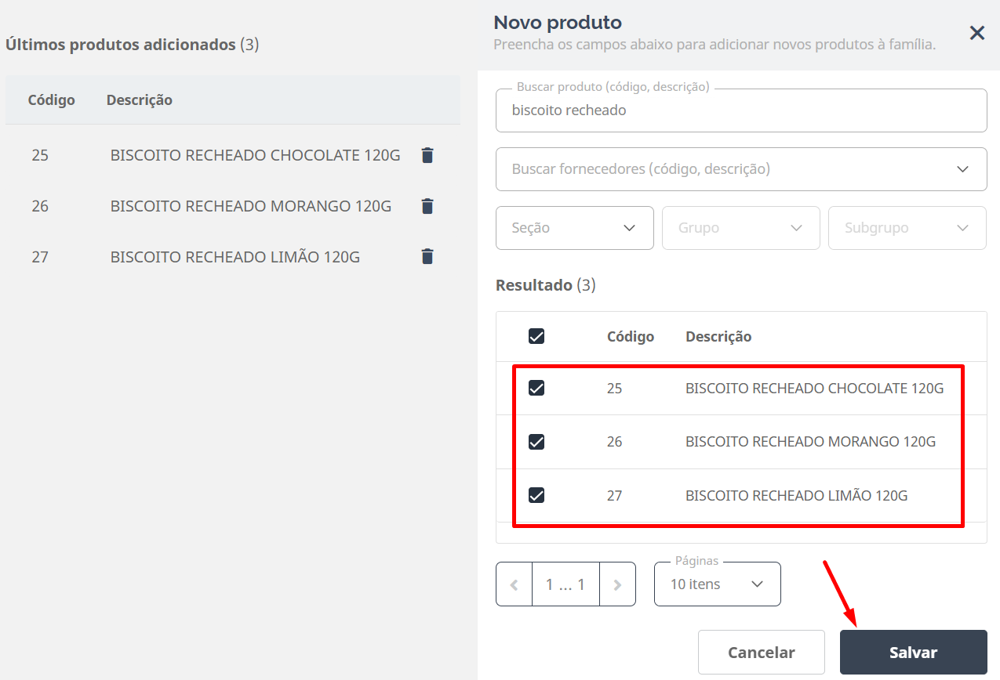 Últimos produtos adicionados (3)
Código Descrição
25 BISCOITO RECHEADO CHOCOLATE 120G
26 BISCOITO RECHEADO MORANGO 120G
27 BISCOITO RECHEADO LIMÃO 120G
Novo produto
Preencha os campos abaixo para adicionar novos produtos à família.
Buscar produto (código, descrição)
biscoito recheado
Buscar fornecedores (código, descrição)
Seção Grupo Subgrupo
Resultado (3)
Código Descrição
25 BISCOITO RECHEADO CHOCOLATE 120G
26 BISCOITO RECHEADO MORANGO 120G
27 BISCOITO RECHEADO LIMÃO 120G
Páginas
1 ... 1 10 itens
Cancelar Salvar